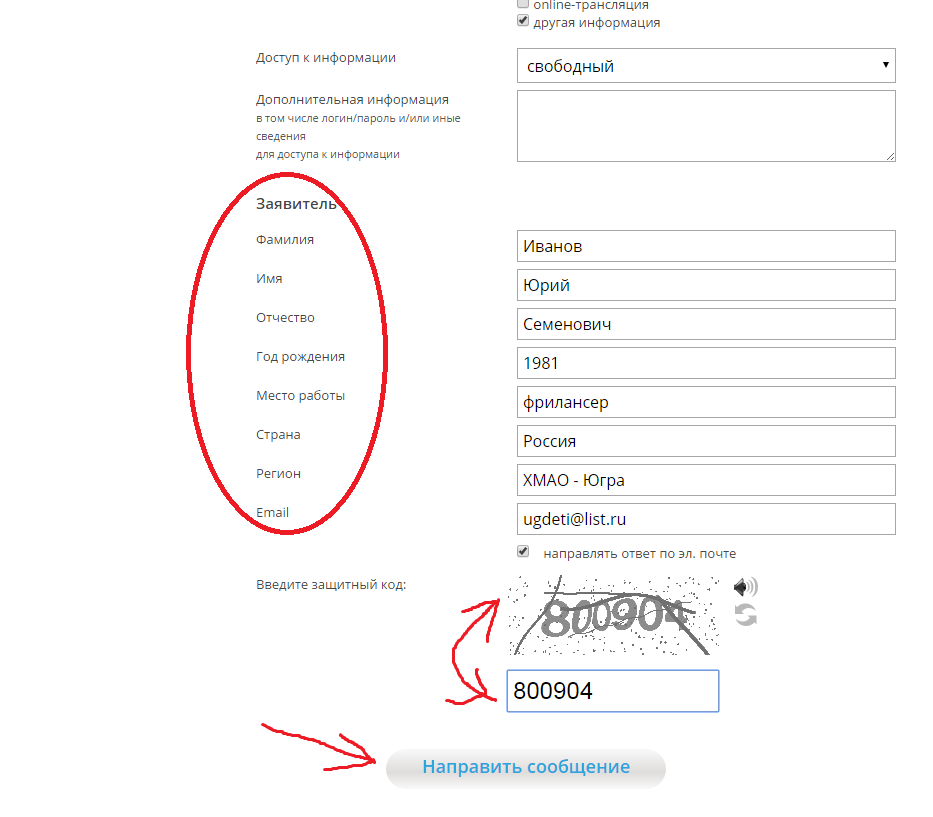 online-трансляция
другая информация
Доступ к информации
свободный
Дополнительная информация
в том числе логин/пароль и/или иные
сведения
для доступа к информации
Заявитель
Фамилия
Иванов
Имя
Юрий
Отчество
Семенович
Год рождения
1981
Место работы
фрилансер
Страна
Россия
Регион
ХМАО - Югра
Email
ugdeti@list.ru
направлять ответ по эл. почте
Введите защитный код:
800904
800904
Направить сообщение